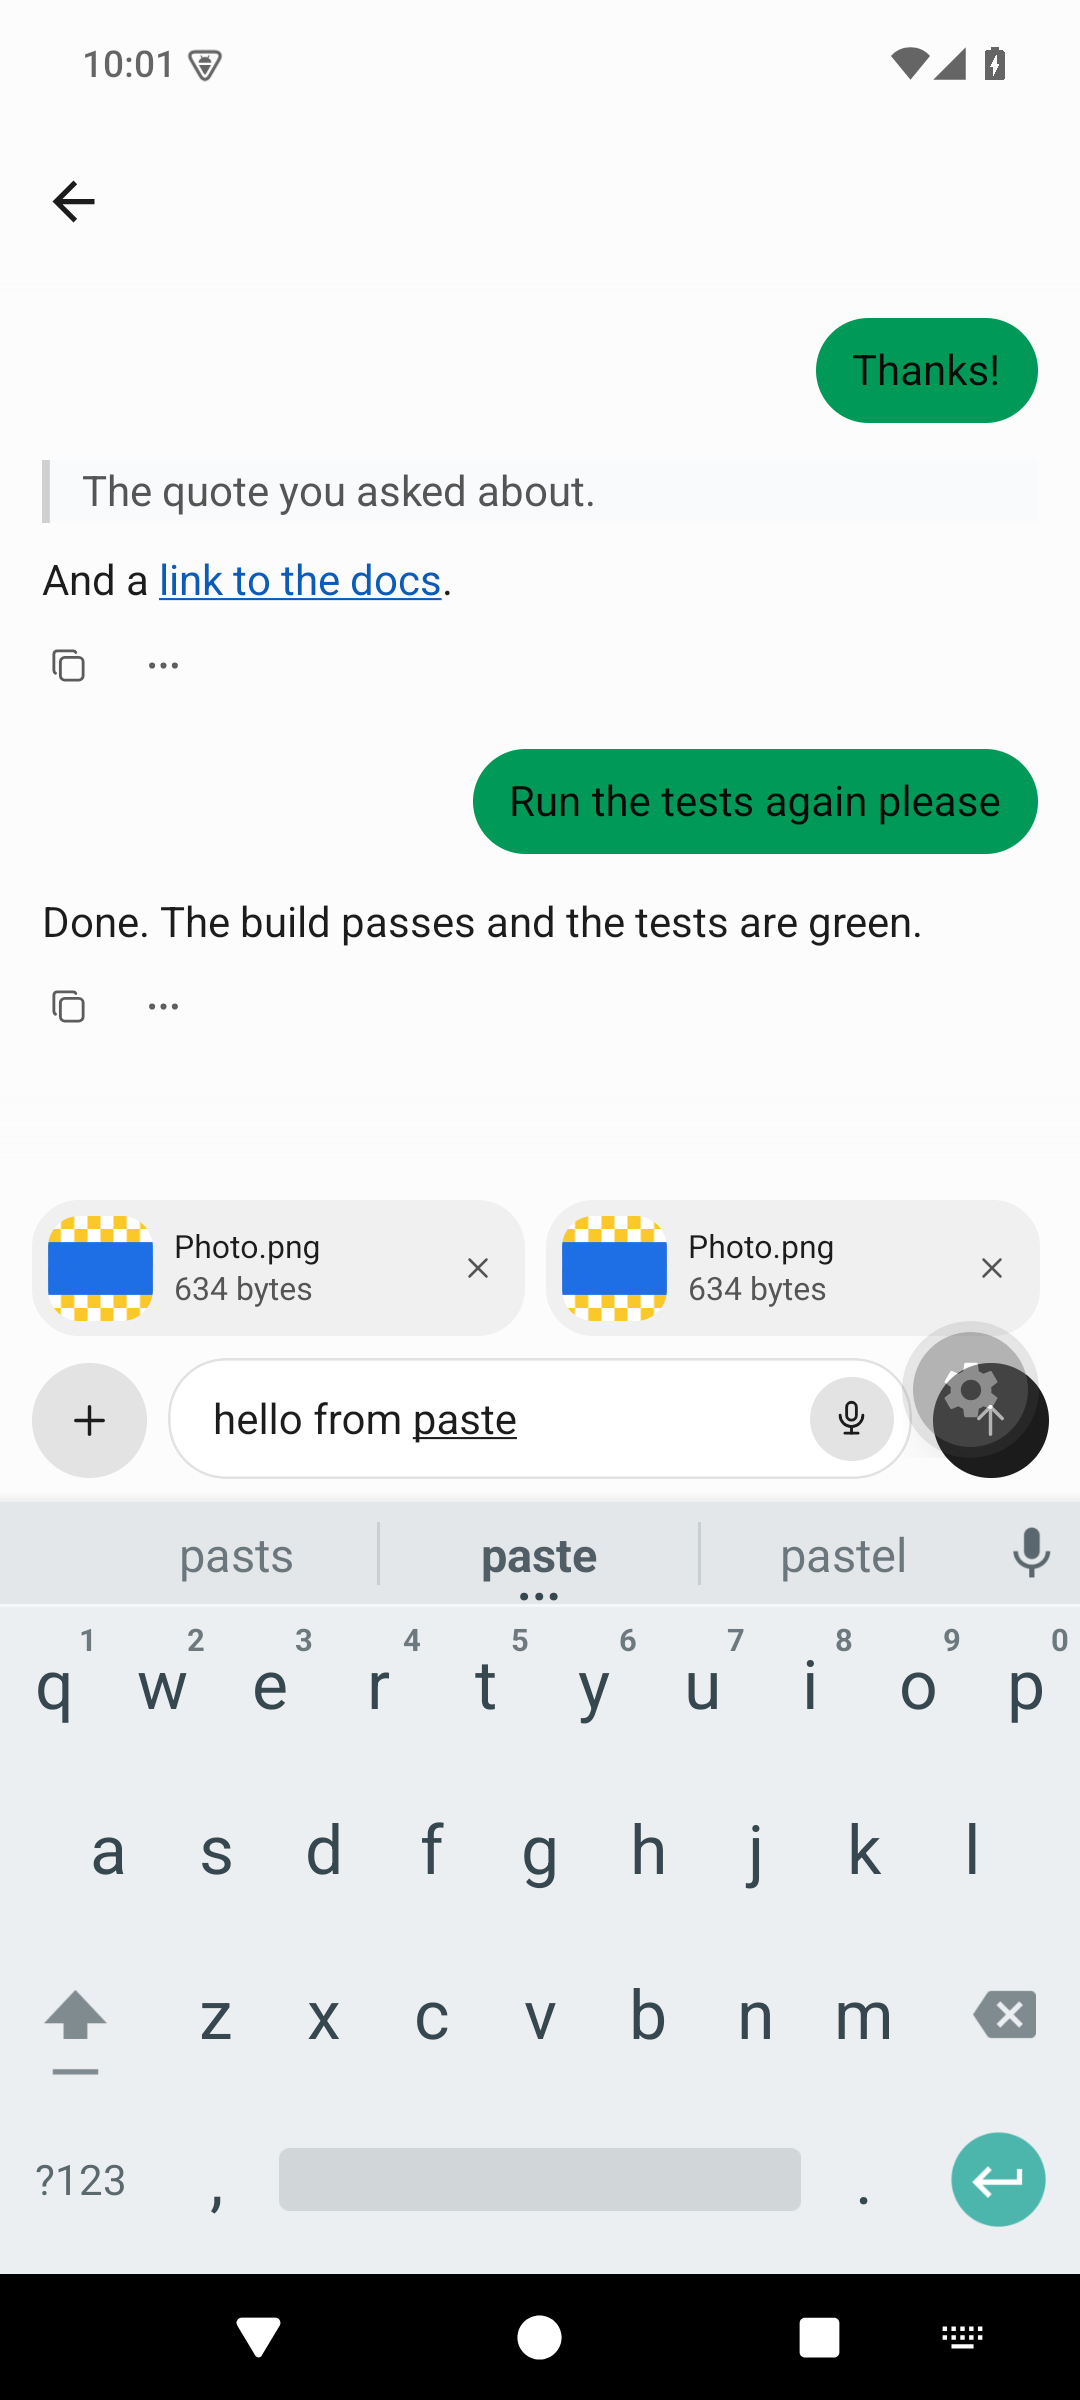 10:01
Thanks!
The quote you asked about.
And a link to the docs.
Run the tests again please
Done. The build passes and the tests are green.
Photo.png
634 bytes
Photo.png
634 bytes
hello from paste
pasts paste pastel
1 2 3 4 5 6 7 8 9 0
q w e r t y u i o p
a s d f g h j k l
z x c v b n m
?123 , .